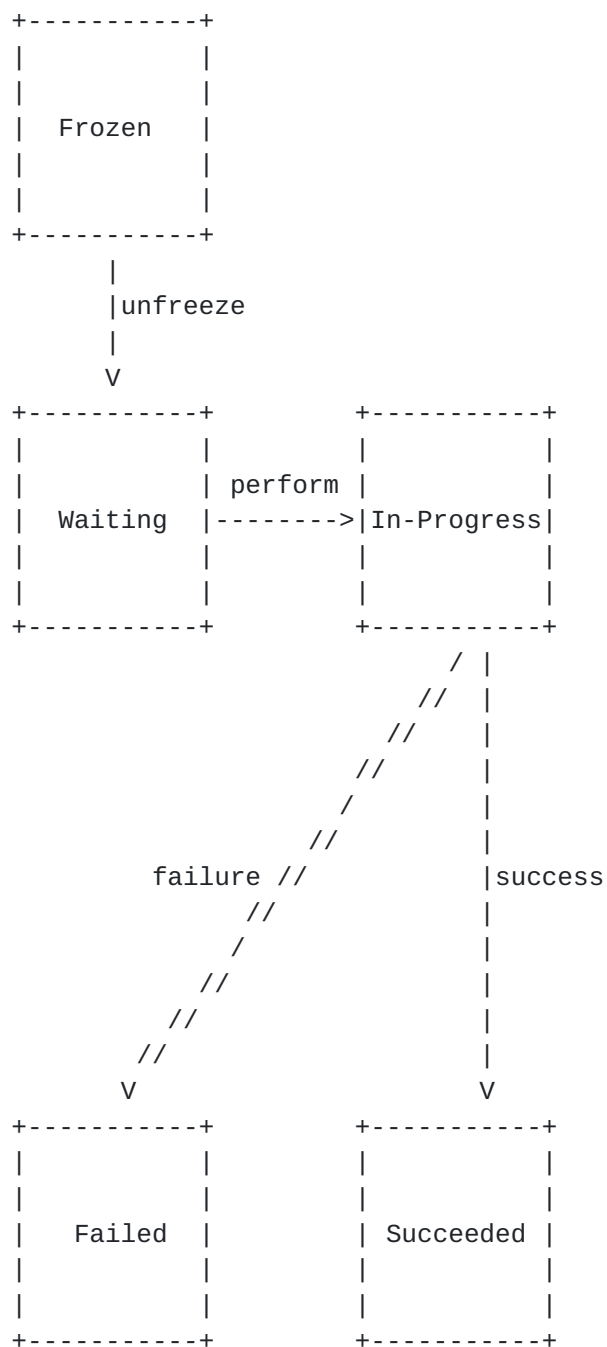 Frozen
unfreeze
perform
Waiting
In-Progress
failure
success
Failed
Succeeded